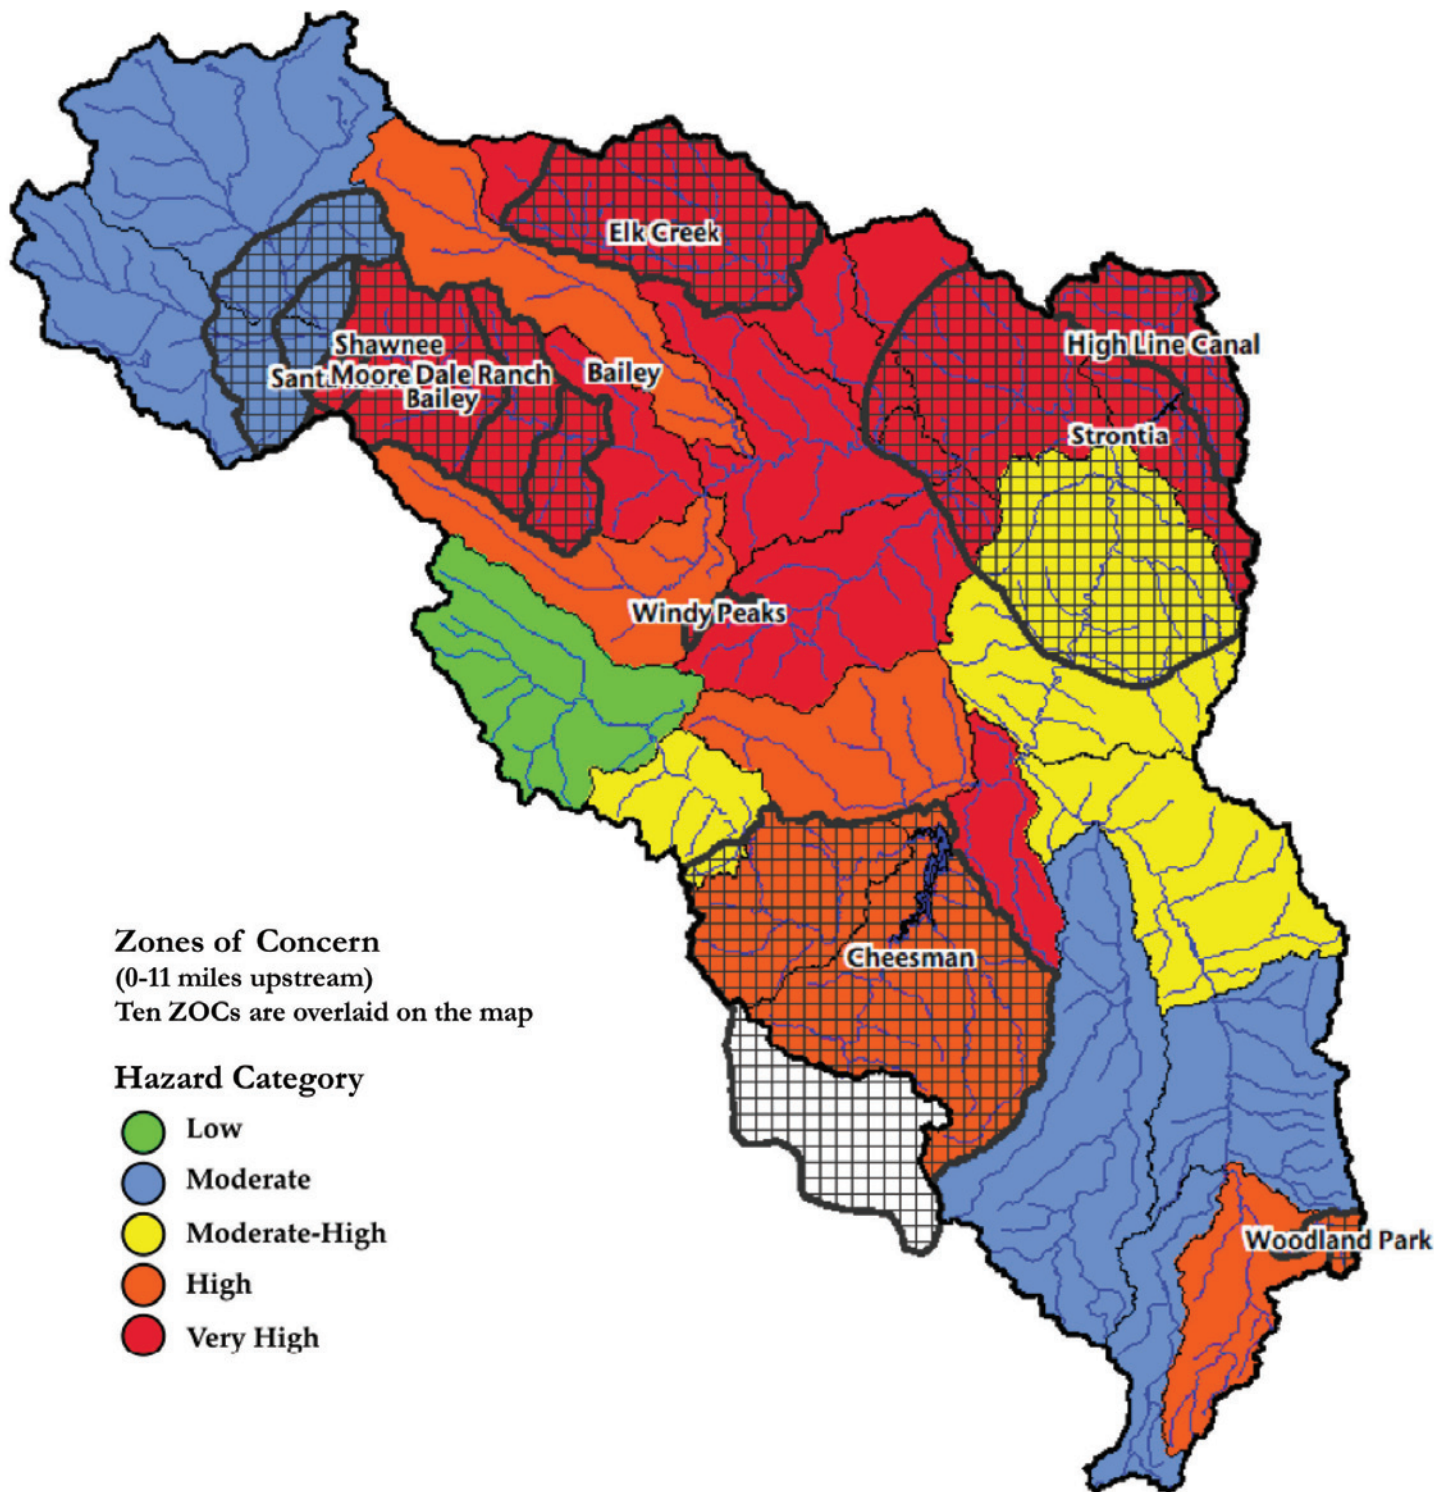 Elk Creek
High Line Canal
Shawnee
Moore Dale Ranch
Bailey
Bailey
Strontia
Windy Peaks
Cheesman
Woodland Park
Zones of Concern
(0-11 miles upstream)
Ten ZOCs are overlaid on the map
Hazard Category
Low
Moderate
Moderate-High
High
Very High